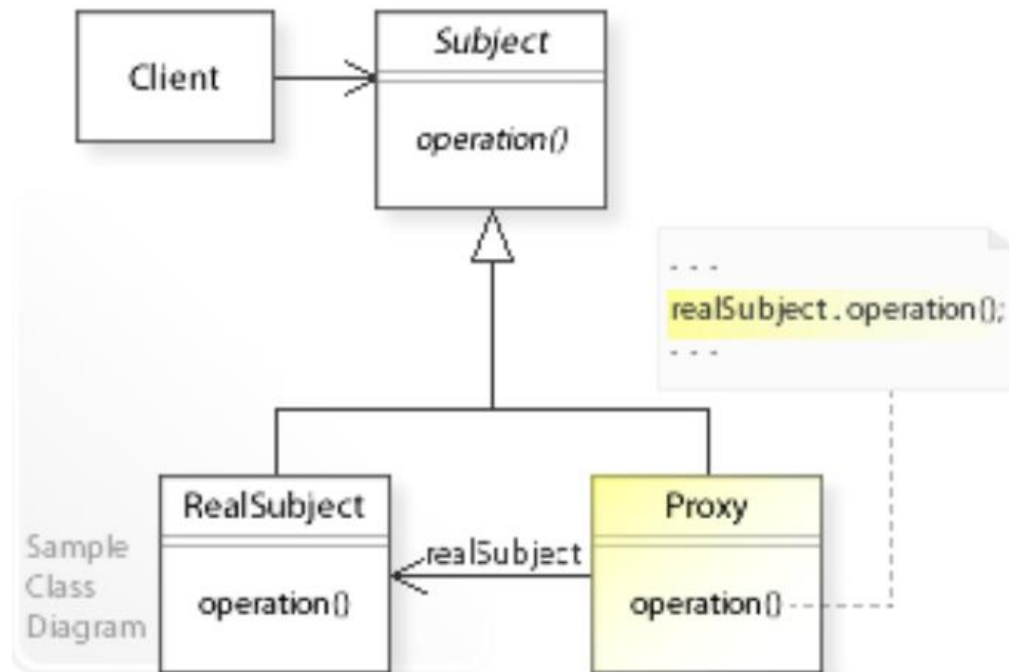 Client
Subject
operation()
- - -
realSubject.operation();
- - -
RealSubject
operation()
realSubject
Proxy
operation()
Sample
Class
Diagram